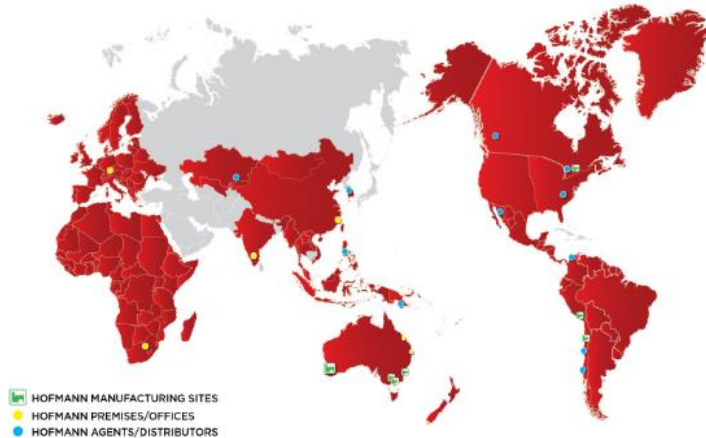 HOFMANN MANUFACTURING SITES
HOFMANN PREMISES/OFFICES
HOFMANN AGENTS/DISTRIBUTORS